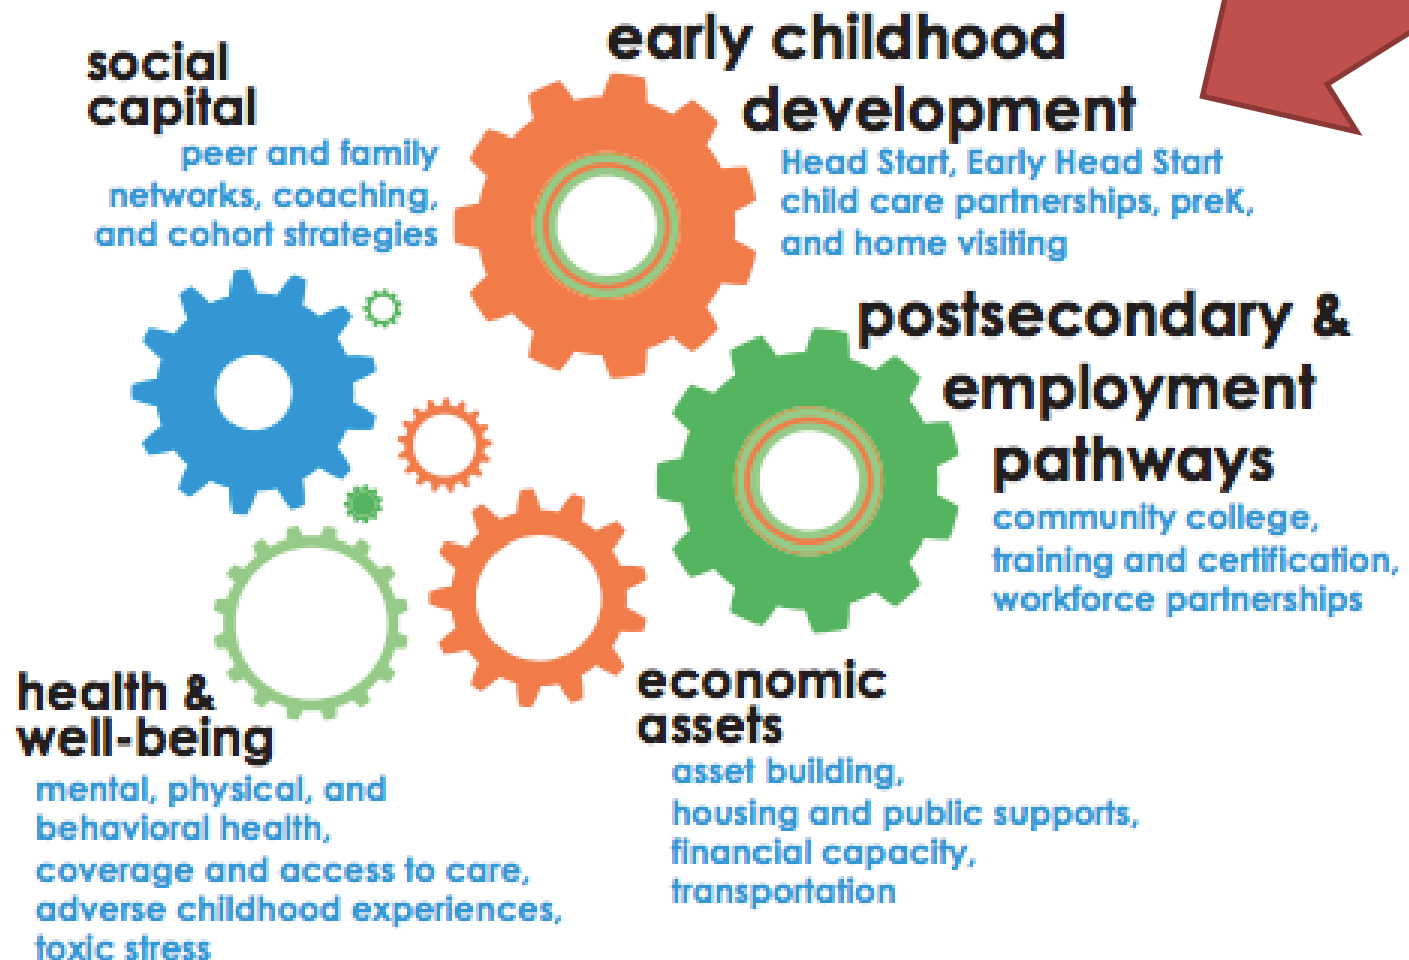 social
capital
peer and family
networks, coaching,
and cohort strategies
early childhood
development
Head Start, Early Head Start
child care partnerships, preK,
and home visiting
postsecondary &
employment
pathways
community college,
training and certification,
workforce partnerships
health &
well-being
mental, physical, and
behavioral health,
coverage and access to care,
adverse childhood experiences,
toxic stress
economic
assets
asset building,
housing and public supports,
financial capacity,
transportation